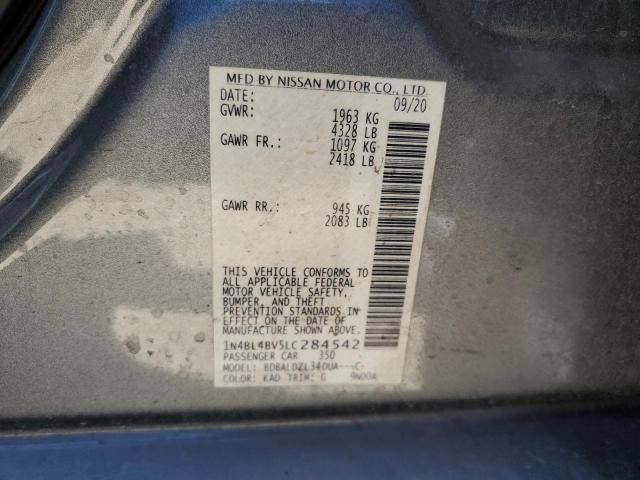 MFD BY NISSAN MOTOR CO., LTD.
DATE: 09/20
GVWR: 1963 KG
4328 LB
GAWR FR.: 1097 KG
2418 LB
GAWR RR.: 945 KG
2083 LB
THIS VEHICLE CONFORMS TO
ALL APPLICABLE FEDERAL
MOTOR VEHICLE SAFETY,
BUMPER, AND THEFT
PREVENTION STANDARDS IN
EFFECT ON THE DATE OF
MANUFACTURE SHOWN ABOVE.
1N4BL4BV5LC284542
PASSENGER CAR 350
MODEL: BDBALDZL34DUA---C-
COLOR: KAD TRIM: G 9N00A